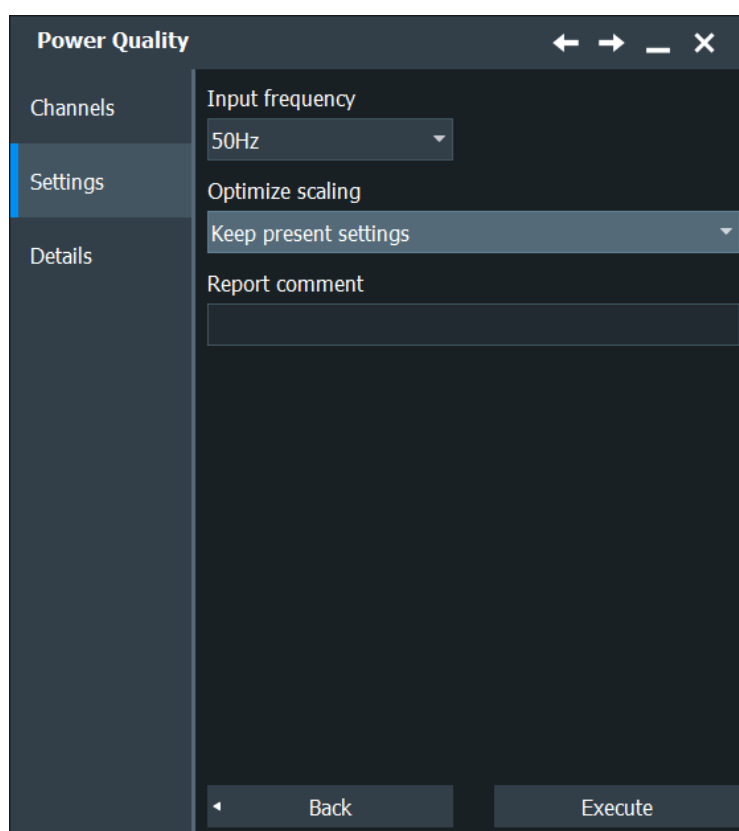 Power Quality
Channels
Settings
Details
Input frequency
50Hz
Optimize scaling
Keep present settings
Report comment
Back
Execute